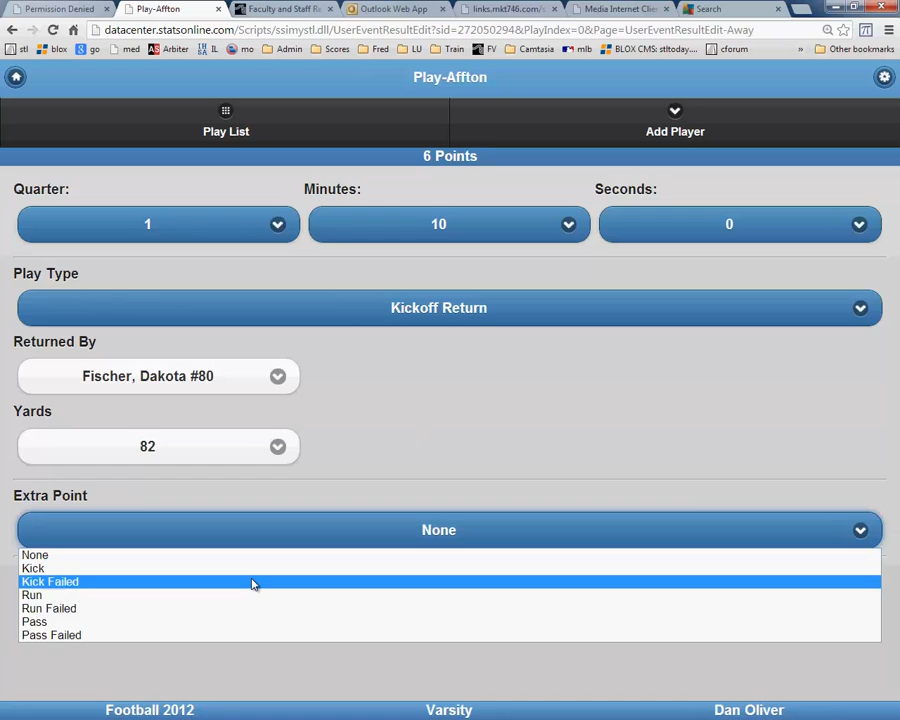 Permission Denied
Play-Affton
Faculty and Staff Re
Outlook Web App
links.mkt746.com/s
Media Internet Clie
Search
datacenter.statsonline.com/Scripts/ssimystl.dll/UserEventResultEdit?sid=272050294&PlayIndex=0&Page=UserEventResultEdit-Away
stl
blox
go
med
Arbiter
IL
mo
Admin
Scores
Fred
LU
Train
FV
Camtasia
mlb
BLOX CMS: stltoday....
cforum
Other bookmarks
Play-Affton
Play List
Add Player
6 Points
Quarter:
Minutes:
Seconds:
1
10
0
Play Type
Kickoff Return
Returned By
Fischer, Dakota #80
Yards
82
Extra Point
None
None
Kick
Kick Failed
Run
Run Failed
Pass
Pass Failed
Football 2012
Varsity
Dan Oliver